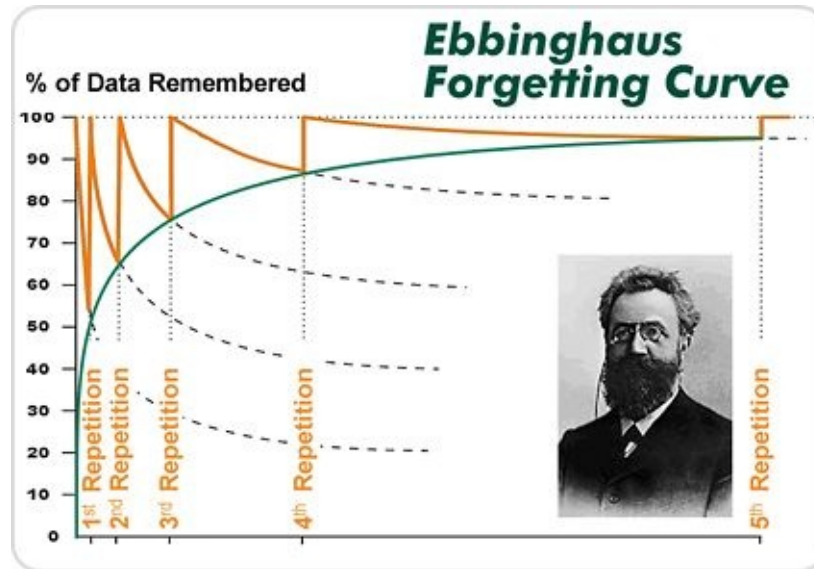 Ebbinghaus
Forgetting Curve
% of Data Remembered
100
90
80
70
60
50
40
30
20
10
0
1st Repetition
2nd Repetition
3rd Repetition
4th Repetition
5th Repetition